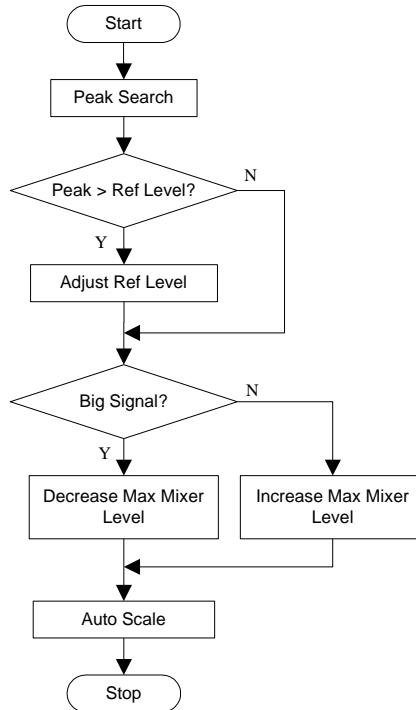 Start
Peak Search
Peak > Ref Level?
N
Y
Adjust Ref Level
Big Signal?
N
Y
Decrease Max Mixer
Level
Increase Max Mixer
Level
Auto Scale
Stop